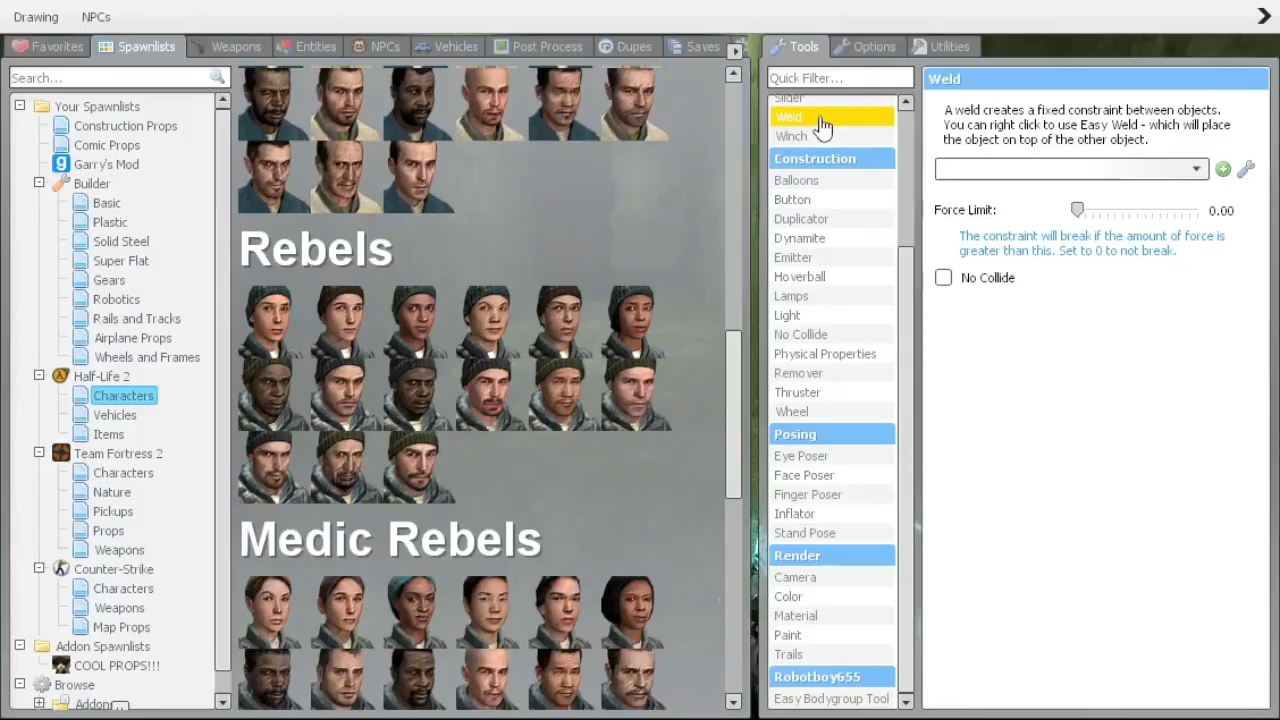 Drawing
NPCs
Favorites
Spawnlists
Weapons
Entities
NPCs
Vehicles
Post Process
Dupes
Saves
Search...
Your Spawnlists
Construction Props
Comic Props
Garry's Mod
Builder
Basic
Plastic
Solid Steel
Super Flat
Gears
Robotics
Rails and Tracks
Airplane Props
Wheels and Frames
Half-Life 2
Characters
Vehicles
Items
Team Fortress 2
Characters
Nature
Pickups
Props
Weapons
Counter-Strike
Characters
Weapons
Map Props
Addon Spawnlists
COOL PROPS!!!
Browse
Addons
Rebels
Medic Rebels
Tools
Options
Utilities
Quick Filter...
Slider
Weld
Winch
Construction
Balloons
Button
Duplicator
Dynamite
Emitter
Hoverball
Lamps
Light
No Collide
Physical Properties
Remover
Thruster
Wheel
Posing
Eye Poser
Face Poser
Finger Poser
Inflator
Stand Pose
Render
Camera
Color
Material
Paint
Trails
Robotboy655
Easy Bodygroup Tool
Weld
A weld creates a fixed constraint between objects.
You can right click to use Easy Weld - which will place
the object on top of the other object.
Force Limit:
0.00
The constraint will break if the amount of force is
greater than this. Set to 0 to not break.
No Collide